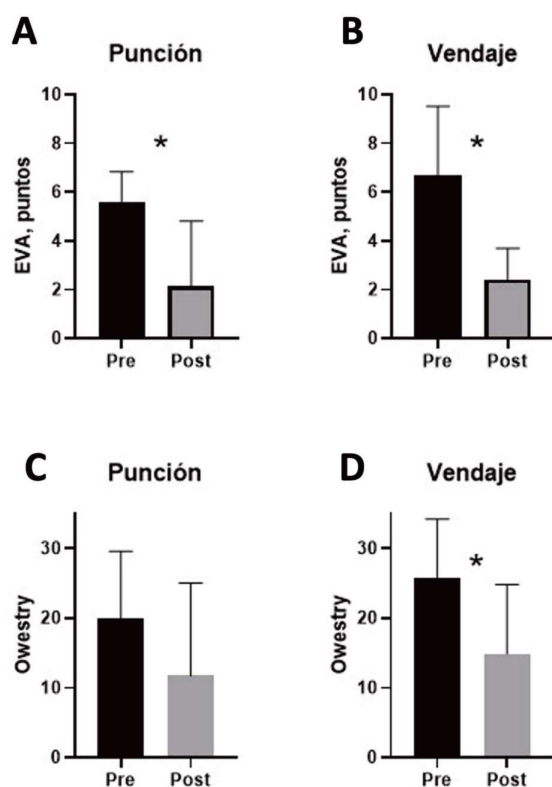 A
Punción
EVA, puntos
10
8
6
4
2
0
*
Pre Post
B
Vendaje
EVA, puntos
10
8
6
4
2
0
*
Pre Post
C
Punción
Owestry
30
20
10
0
Pre Post
D
Vendaje
Owestry
30
20
10
0
*
Pre Post